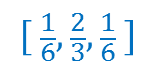 [ 1/6, 2/3, 1/6 ]